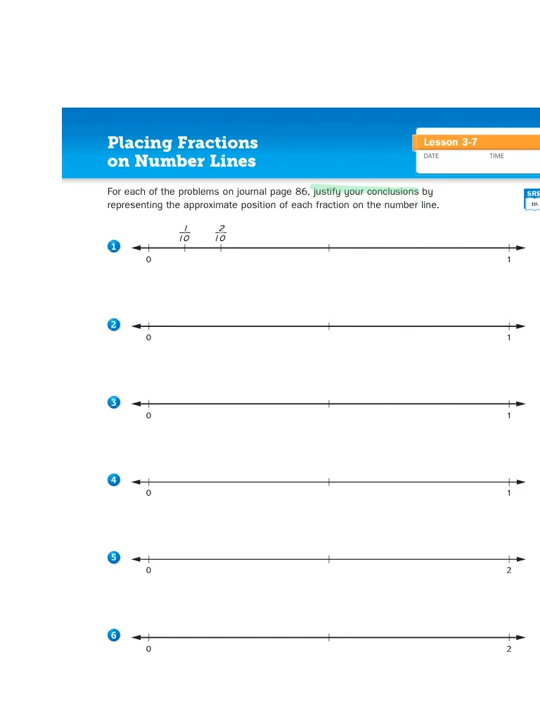 Placing Fractions
on Number Lines
Lesson 3-7
DATE TIME
For each of the problems on journal page 86, justify your conclusions by
representing the approximate position of each fraction on the number line.
SRB
1/10 2/10
1
0 1
2
0 1
3
0 1
4
0 1
5
0 2
6
0 2